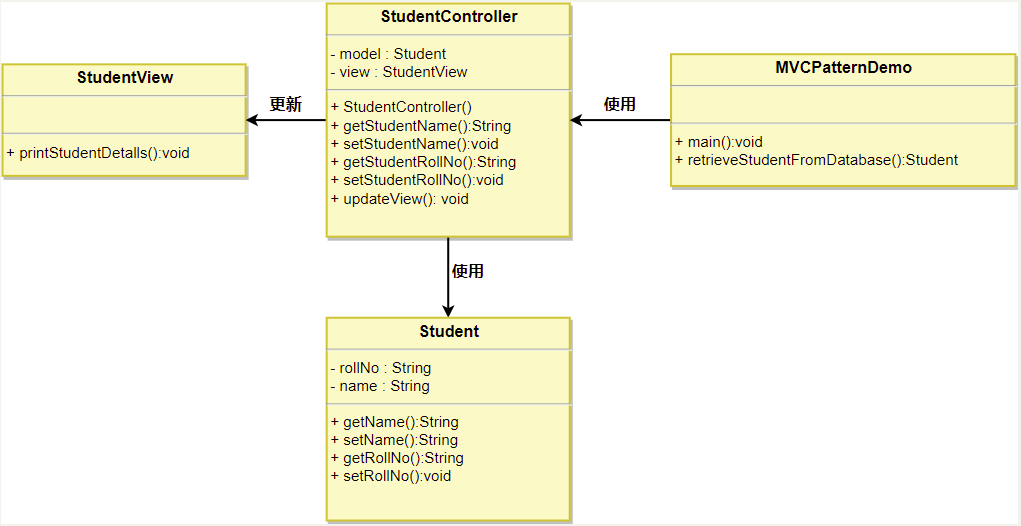 StudentController
- model : Student
- view : StudentView
+ StudentController()
+ getStudentName():String
+ setStudentName():void
+ getStudentRollNo():String
+ setStudentRollNo():void
+ updateView(): void
StudentView
+ printStudentDetalls():void
更新
使用
MVCPatternDemo
+ main():void
+ retrieveStudentFromDatabase():Student
使用
Student
- rollNo : String
- name : String
+ getName():String
+ setName():String
+ getRollNo():String
+ setRollNo():void